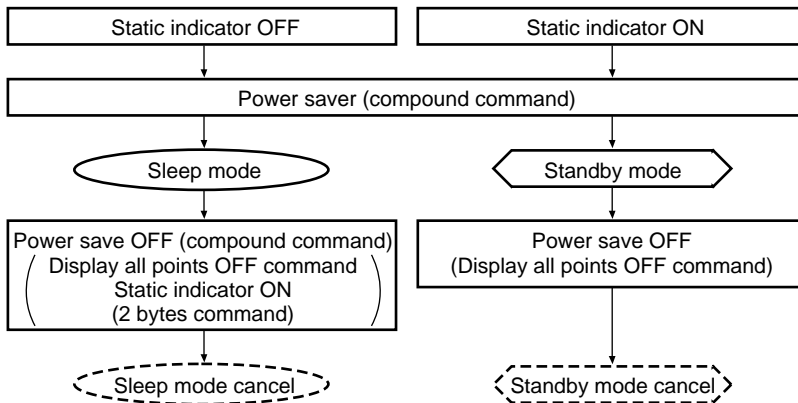 Static indicator OFF
Static indicator ON
Power saver (compound command)
Sleep mode
Standby mode
Power save OFF (compound command)
Display all points OFF command
Static indicator ON
(2 bytes command)
Power save OFF
(Display all points OFF command)
Sleep mode cancel
Standby mode cancel